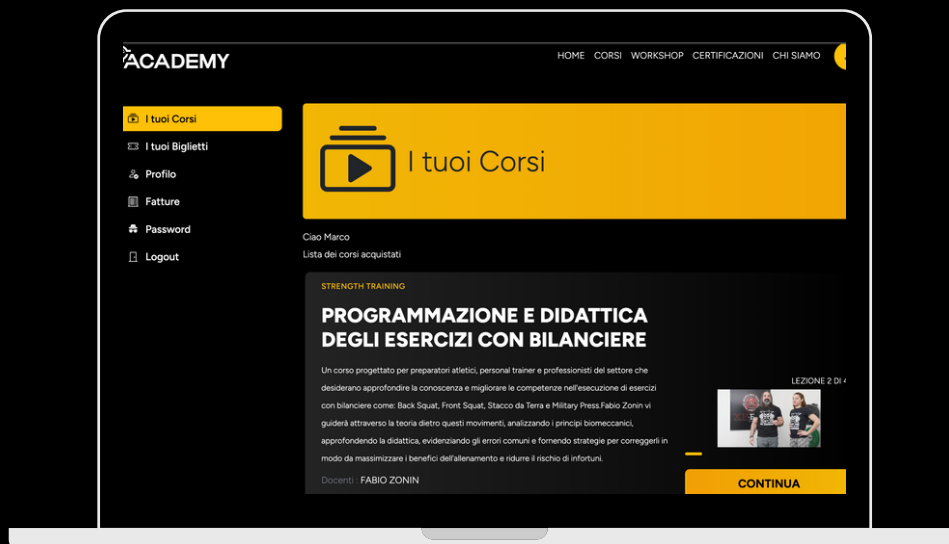 ACADEMY
HOME CORSI WORKSHOP CERTIFICAZIONI CHI SIAMO
I tuoi Corsi
I tuoi Biglietti
Profilo
Fatture
Password
Logout
I tuoi Corsi
Ciao Marco
Lista dei corsi acquistati
STRENGTH TRAINING
PROGRAMMAZIONE E DIDATTICA
DEGLI ESERCIZI CON BILANCIERE
Un corso progettato per preparatori atletici, personal trainer e professionisti del settore che
desiderano approfondire la conoscenza e migliorare le competenze nell'esecuzione di esercizi
con bilanciere come: Back Squat, Front Squat, Stacco da Terra e Military Press.Fabio Zonin vi
guiderà attraverso la teoria dietro questi movimenti, analizzando i principi biomeccanici,
approfondendo la didattica, evidenziando gli errori comuni e fornendo strategie per correggerli in
modo da massimizzare i benefici dell'allenamento e ridurre il rischio di infortuni.
Docenti : FABIO ZONIN
LEZIONE 2 DI
CONTINUA